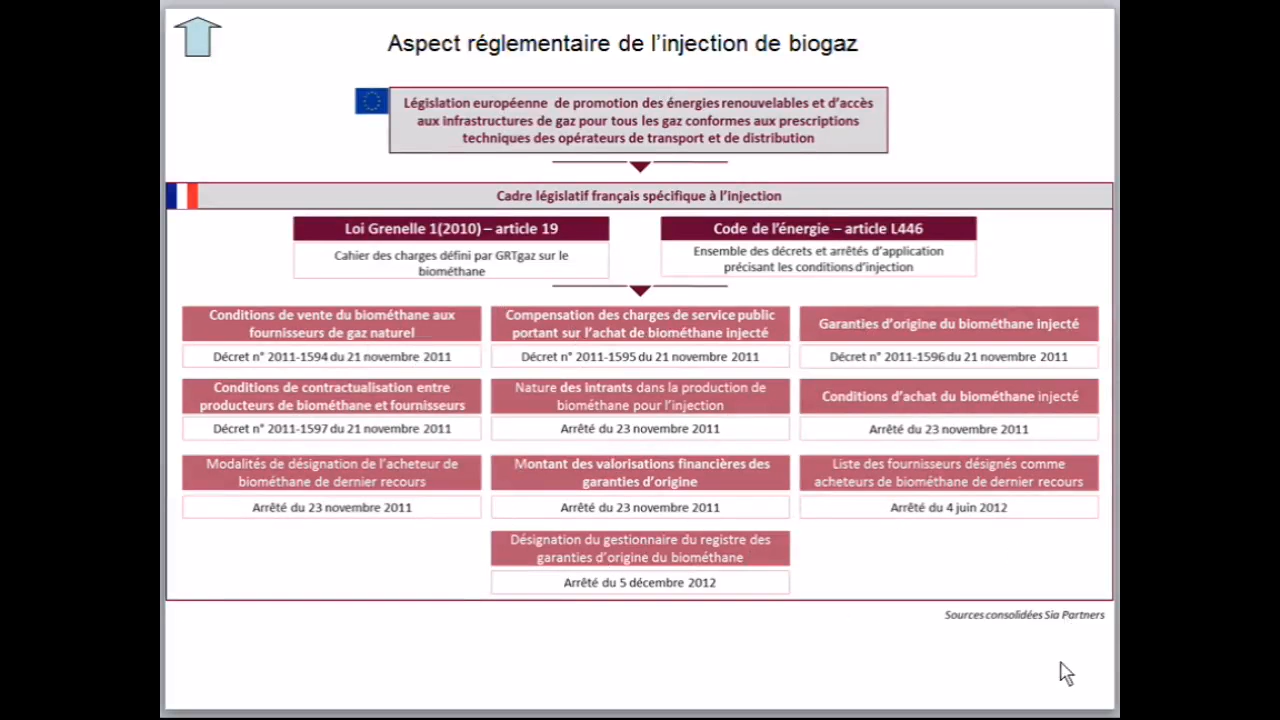 Aspect réglementaire de l’injection de biogaz
Législation européenne de promotion des énergies renouvelables et d’accès
aux infrastructures de gaz pour tous les gaz conformes aux prescriptions
techniques des opérateurs de transport et de distribution
Cadre législatif français spécifique à l’injection
Loi Grenelle 1(2010) – article 19
Cahier des charges défini par GRTgaz sur le
biométhane
Code de l’énergie – article L446
Ensemble des décrets et arrêtés d’application
précisant les conditions d’injection
Conditions de vente du biométhane aux
fournisseurs de gaz naturel
Décret n° 2011-1594 du 21 novembre 2011
Compensation des charges de service public
portant sur l’achat de biométhane injecté
Décret n° 2011-1595 du 21 novembre 2011
Garanties d’origine du biométhane injecté
Décret n° 2011-1596 du 21 novembre 2011
Conditions de contractualisation entre
producteurs de biométhane et fournisseurs
Décret n° 2011-1597 du 21 novembre 2011
Nature des intrants dans la production de
biométhane pour l’injection
Arrêté du 23 novembre 2011
Conditions d’achat du biométhane injecté
Arrêté du 23 novembre 2011
Modalités de désignation de l’acheteur de
biométhane de dernier recours
Arrêté du 23 novembre 2011
Montant des valorisations financières des
garanties d’origine
Arrêté du 23 novembre 2011
Liste des fournisseurs désignés comme
acheteurs de biométhane de dernier recours
Arrêté du 4 juin 2012
Désignation du gestionnaire du registre des
garanties d’origine du biométhane
Arrêté du 5 décembre 2012
Sources consolidées Sia Partners